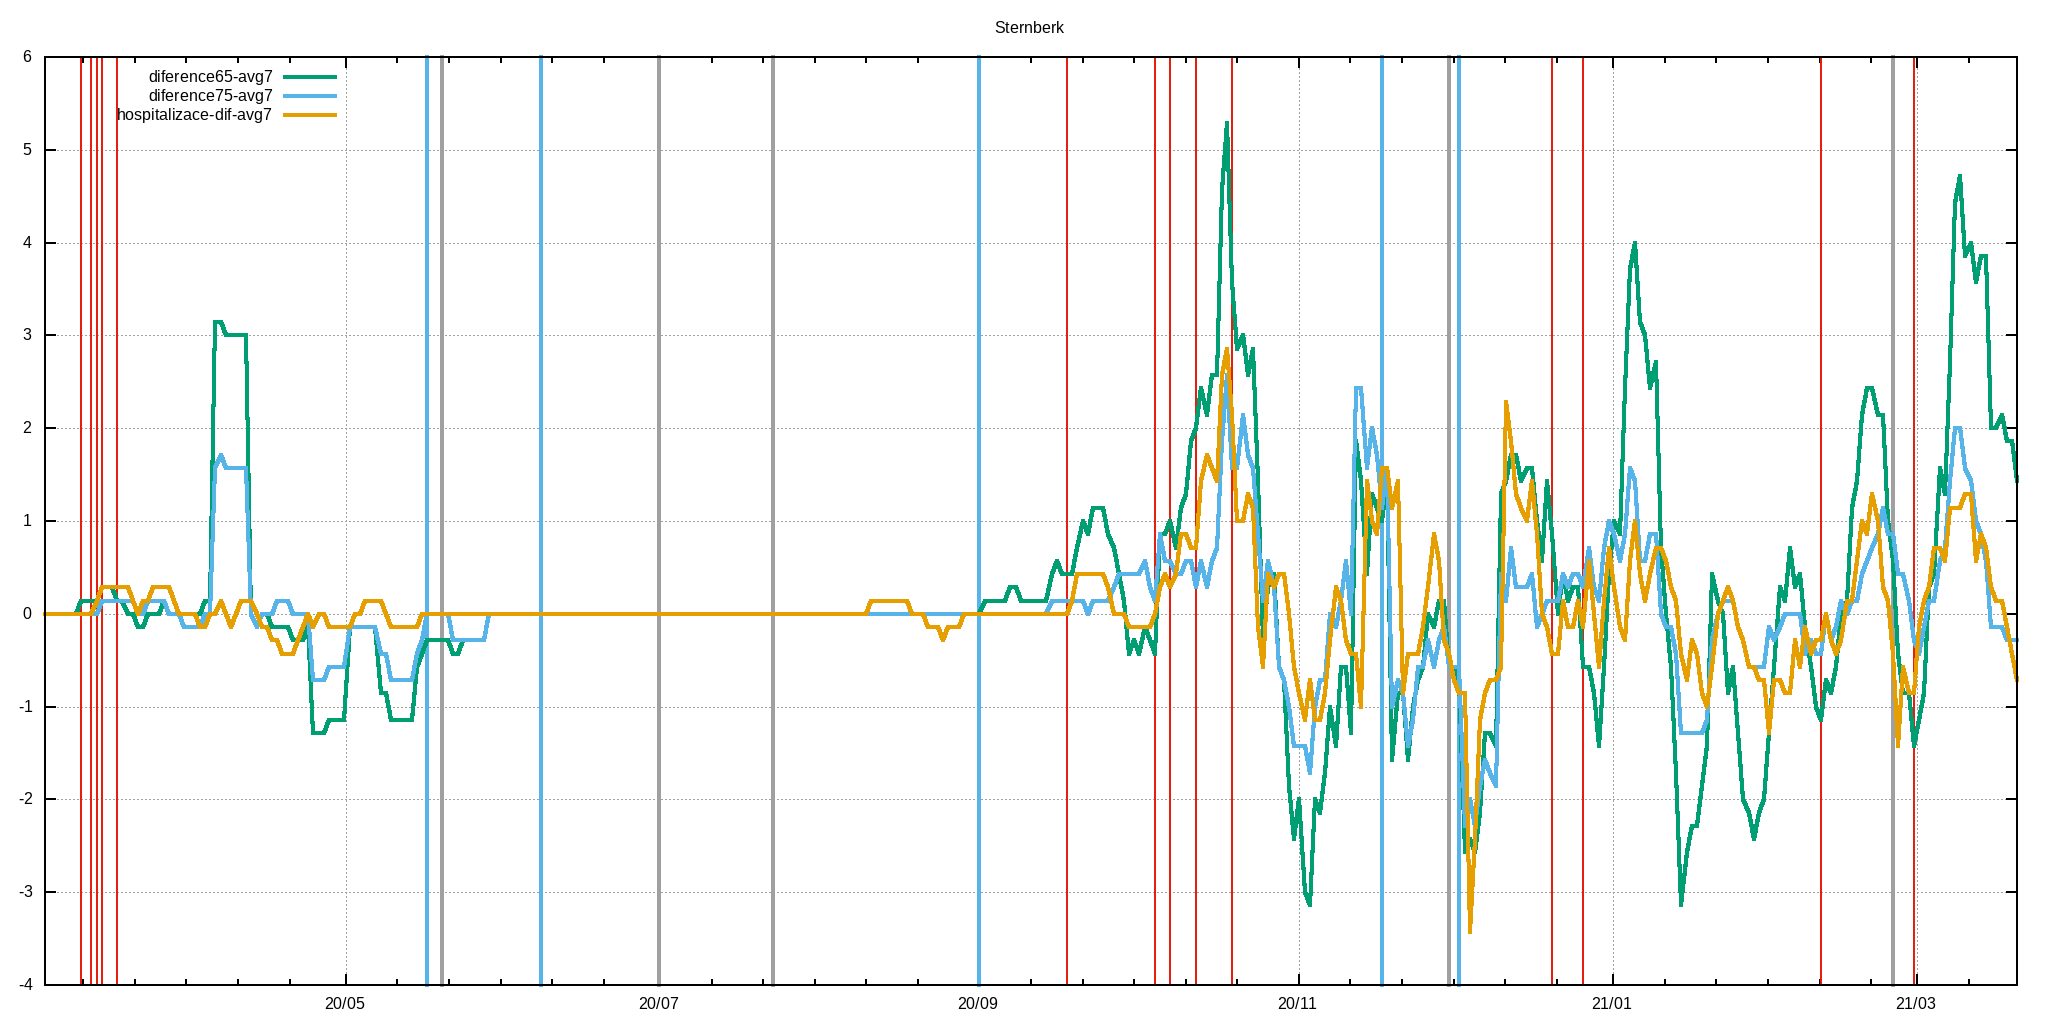 Sternberk
diference65-avg7
diference75-avg7
hospitalizace-dif-avg7
6
5
4
3
2
1
0
-1
-2
-3
-4
20/05 20/07 20/09 20/11 21/01 21/03